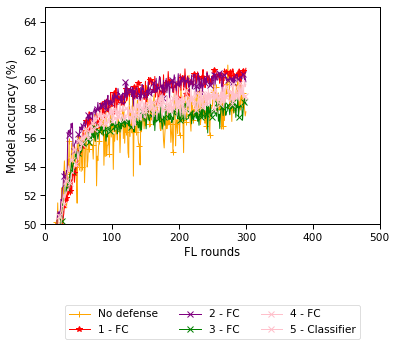 64
62
60
58
56
54
52
50
Model accuracy (%)
0 100 200 300 400 500
FL rounds
No defense 2 - FC 4 - FC
1 - FC 3 - FC 5 - Classifier